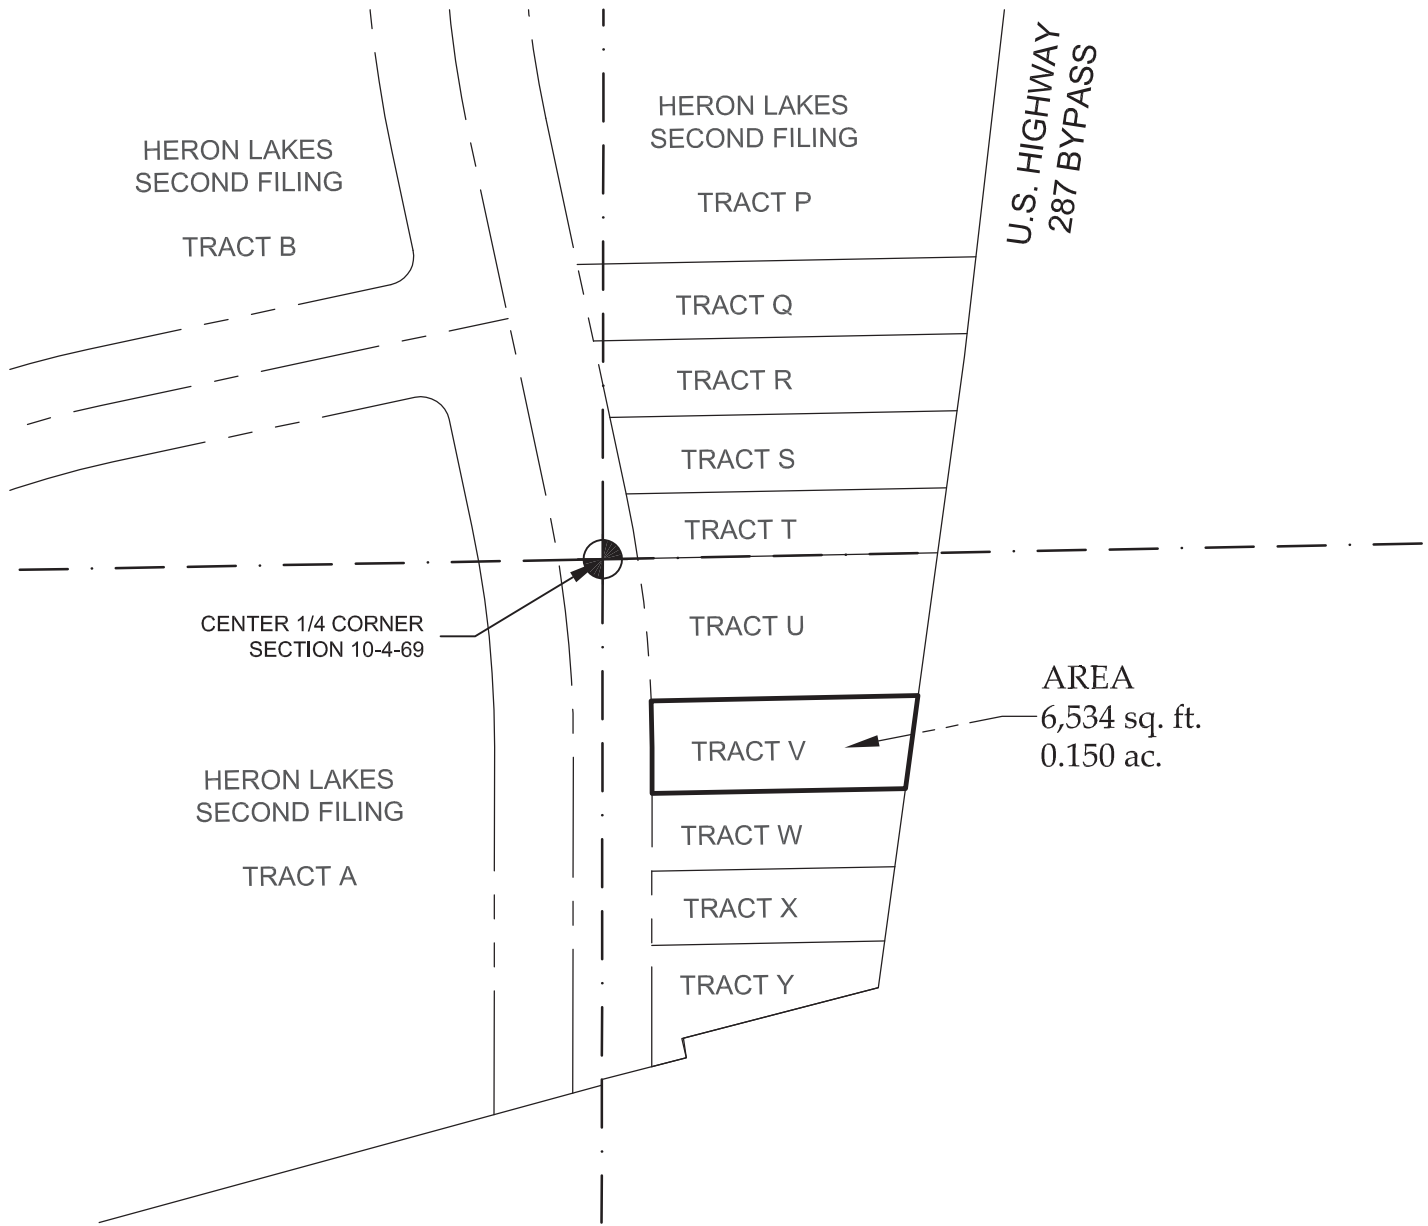 HERON LAKES
SECOND FILING
TRACT B
HERON LAKES
SECOND FILING
TRACT P
U.S. HIGHWAY
287 BYPASS
TRACT Q
TRACT R
TRACT S
TRACT T
CENTER 1/4 CORNER
SECTION 10-4-69
TRACT U
AREA
6,534 sq. ft.
0.150 ac.
TRACT V
HERON LAKES
SECOND FILING
TRACT A
TRACT W
TRACT X
TRACT Y